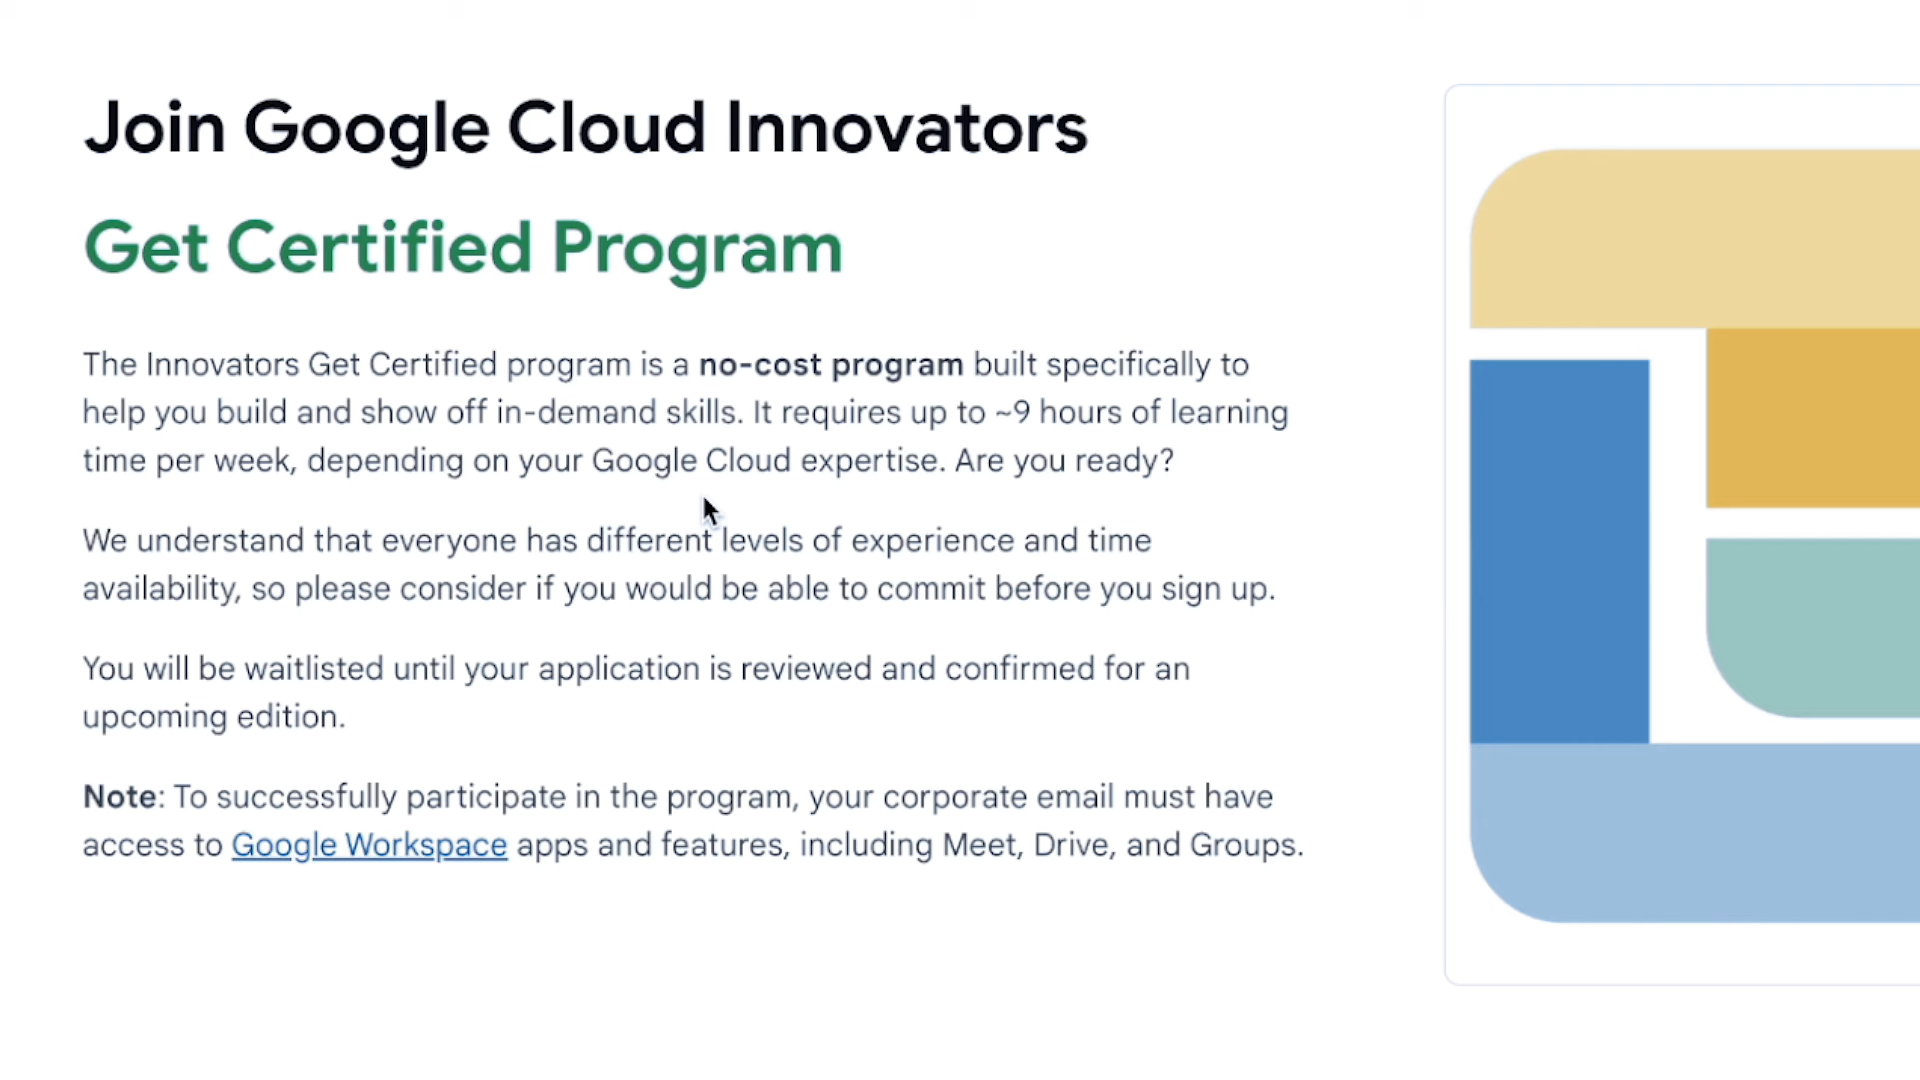 Join Google Cloud Innovators
Get Certified Program
The Innovators Get Certified program is a no-cost program built specifically to
help you build and show off in-demand skills. It requires up to ~9 hours of learning
time per week, depending on your Google Cloud expertise. Are you ready?
We understand that everyone has different levels of experience and time
availability, so please consider if you would be able to commit before you sign up.
You will be waitlisted until your application is reviewed and confirmed for an
upcoming edition.
Note: To successfully participate in the program, your corporate email must have
access to Google Workspace apps and features, including Meet, Drive, and Groups.